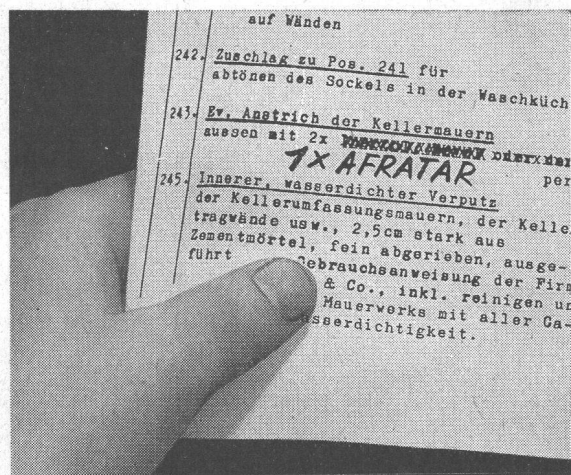 auf Wänden
242. Zuschlag zu Pos. 241 für
abtönen des Sockels in der Waschküch
243. Ev. Anstrich der Kellermauern
aussen mit 2x
1X AFRATAR
per
245. Innerer, wasserdichter Verputz
der Kellerumfassungsmauern, der Kelle
tragwände usw., 2,5cm stark aus
Zementmörtel, fein abgerieben, ausge-
führt Gebrauchsanweisung der Firm
& Co., inkl. reinigen un
Mauerwerks mit aller Ga-
sserdichtigkeit.